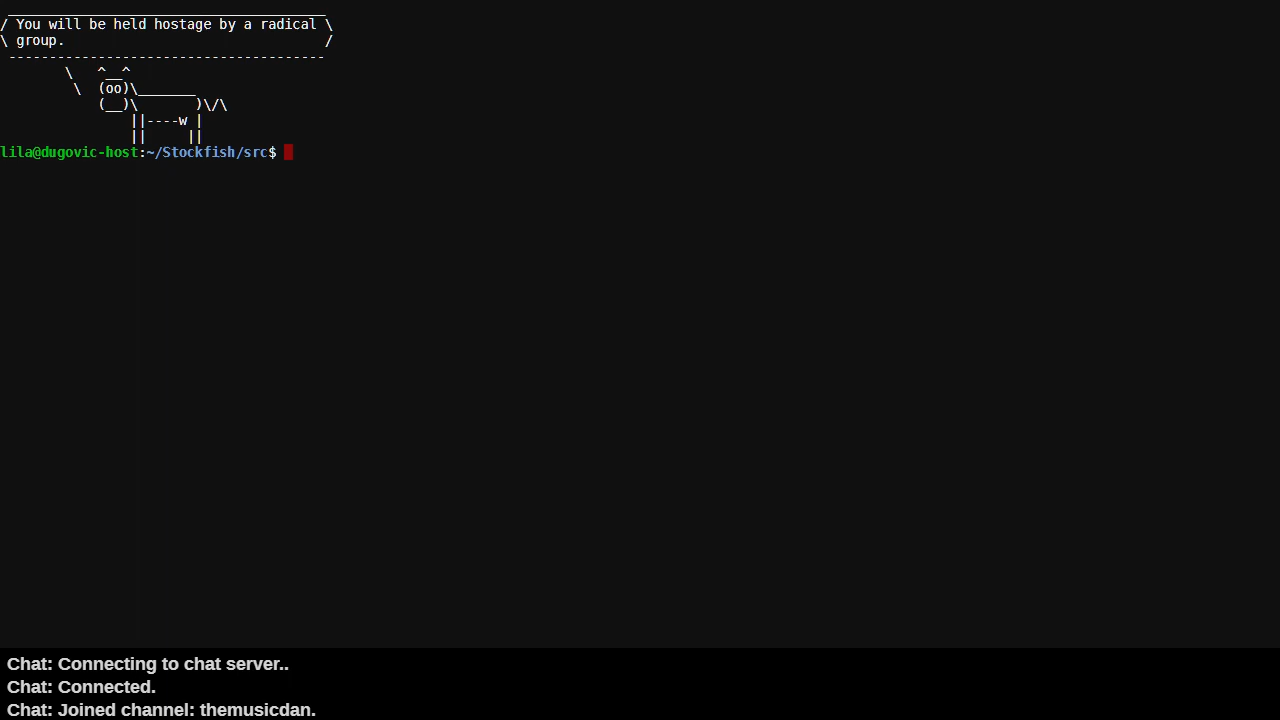 _______________________________________
/ You will be held hostage by a radical \
\ group.                                /
 ---------------------------------------
        \   ^__^
         \  (oo)\_______
            (__)\       )\/\
                ||----w |
                ||     ||
lila@dugovic-host:~/Stockfish/src$
Chat: Connecting to chat server..
Chat: Connected.
Chat: Joined channel: themusicdan.